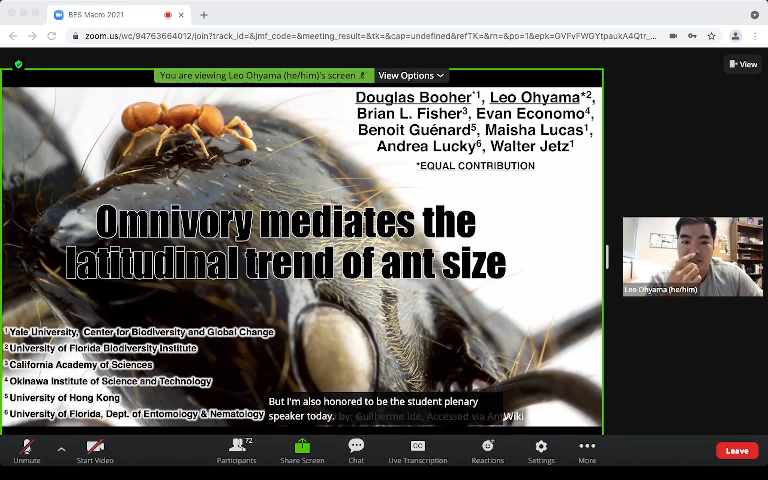 BES Macro 2021
zoom.us/wc/94763664012/join?track_id=&jmf_code=&meeting_result=&tk=&cap=undefined&refTK=&rn=&po=1&epk=GVFvFWGYtpaukA4Qtr_...
You are viewing Leo Ohyama (he/him)'s screen
View Options
View
Douglas Booher*1, Leo Ohyama*2,
Brian L. Fisher3, Evan Economo4,
Benoit Guénard5, Maisha Lucas1,
Andrea Lucky6, Walter Jetz1
*EQUAL CONTRIBUTION
Omnivory mediates the
latitudinal trend of ant size
Leo Ohyama (he/him)
1 Yale University, Center for Biodiversity and Global Change
2 University of Florida Biodiversity Institute
3 California Academy of Sciences
4 Okinawa Institute of Science and Technology
5 University of Hong Kong
6 University of Florida, Dept. of Entomology & Nematology
But I'm also honored to be the student plenary
speaker today. by: Guilherme Ide, Accessed via AntWiki
Unmute
Start Video
Participants
72
Share Screen
Chat
CC
Live Transcription
Reactions
Settings
More
Leave